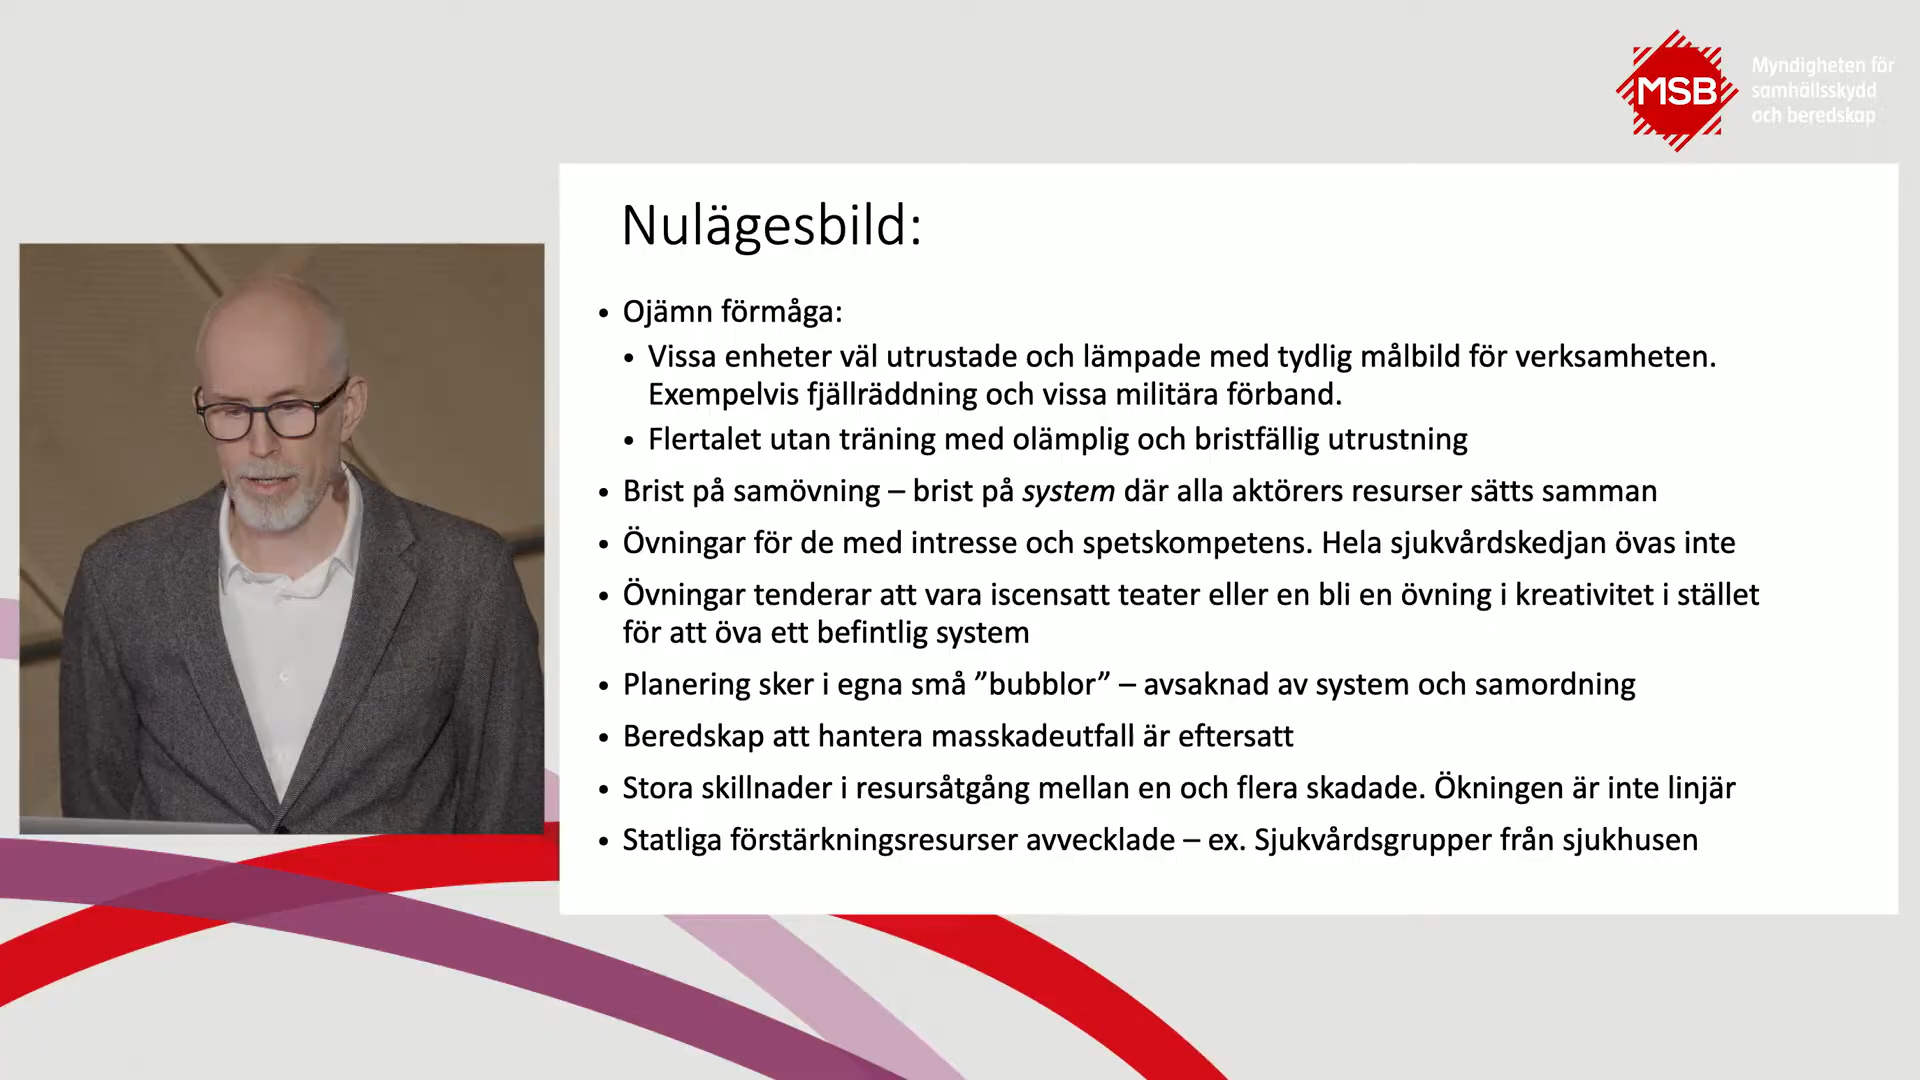 MSB
Myndigheten för
samhällsskydd
och beredskap
Nulägesbild:
• Ojämn förmåga:
• Vissa enheter väl utrustade och lämpade med tydlig målbild för verksamheten.
Exempelvis fjällräddning och vissa militära förband.
• Flertalet utan träning med olämplig och bristfällig utrustning
• Brist på samövning – brist på system där alla aktörers resurser sätts samman
• Övningar för de med intresse och spetskompetens. Hela sjukvårdskedjan övas inte
• Övningar tenderar att vara iscensatt teater eller en bli en övning i kreativitet i stället
för att öva ett befintlig system
• Planering sker i egna små ”bubblor” – avsaknad av system och samordning
• Beredskap att hantera masskadeutfall är eftersatt
• Stora skillnader i resursåtgång mellan en och flera skadade. Ökningen är inte linjär
• Statliga förstärkningsresurser avvecklade – ex. Sjukvårdsgrupper från sjukhusen